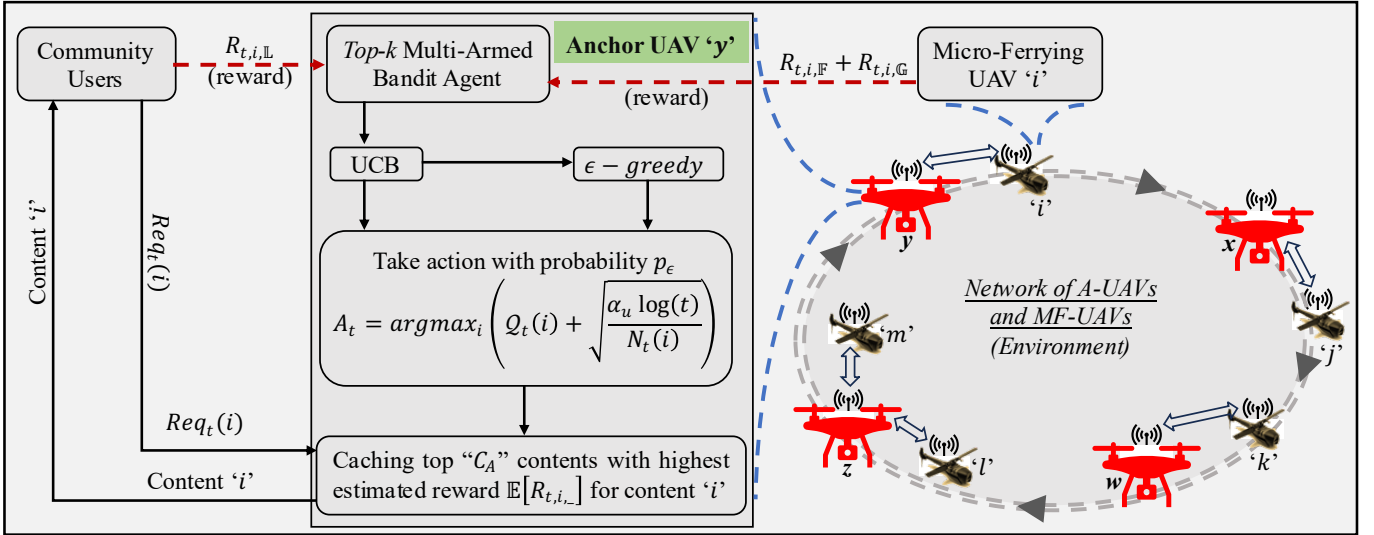 Community
Users
R_{t,i,𝕃}
(reward)
Top-k Multi-Armed
Bandit Agent
Anchor UAV ‘y’
R_{t,i,𝔽} + R_{t,i,𝔾}
(reward)
Micro-Ferrying
UAV ‘i’
UCB
ϵ − greedy
Content ‘i’
Req_t(i)
Take action with probability p_ϵ
A_t = argmax_i ( Q_t(i) + √(α_u log(t) / N_t(i)) )
Req_t(i)
Content ‘i’
Caching top “C_A” contents with highest
estimated reward 𝔼[R_{t,i,_}] for content ‘i’
‘i’
y
x
‘j’
Network of A-UAVs
and MF-UAVs
(Environment)
‘m’
z
‘l’
w
‘k’